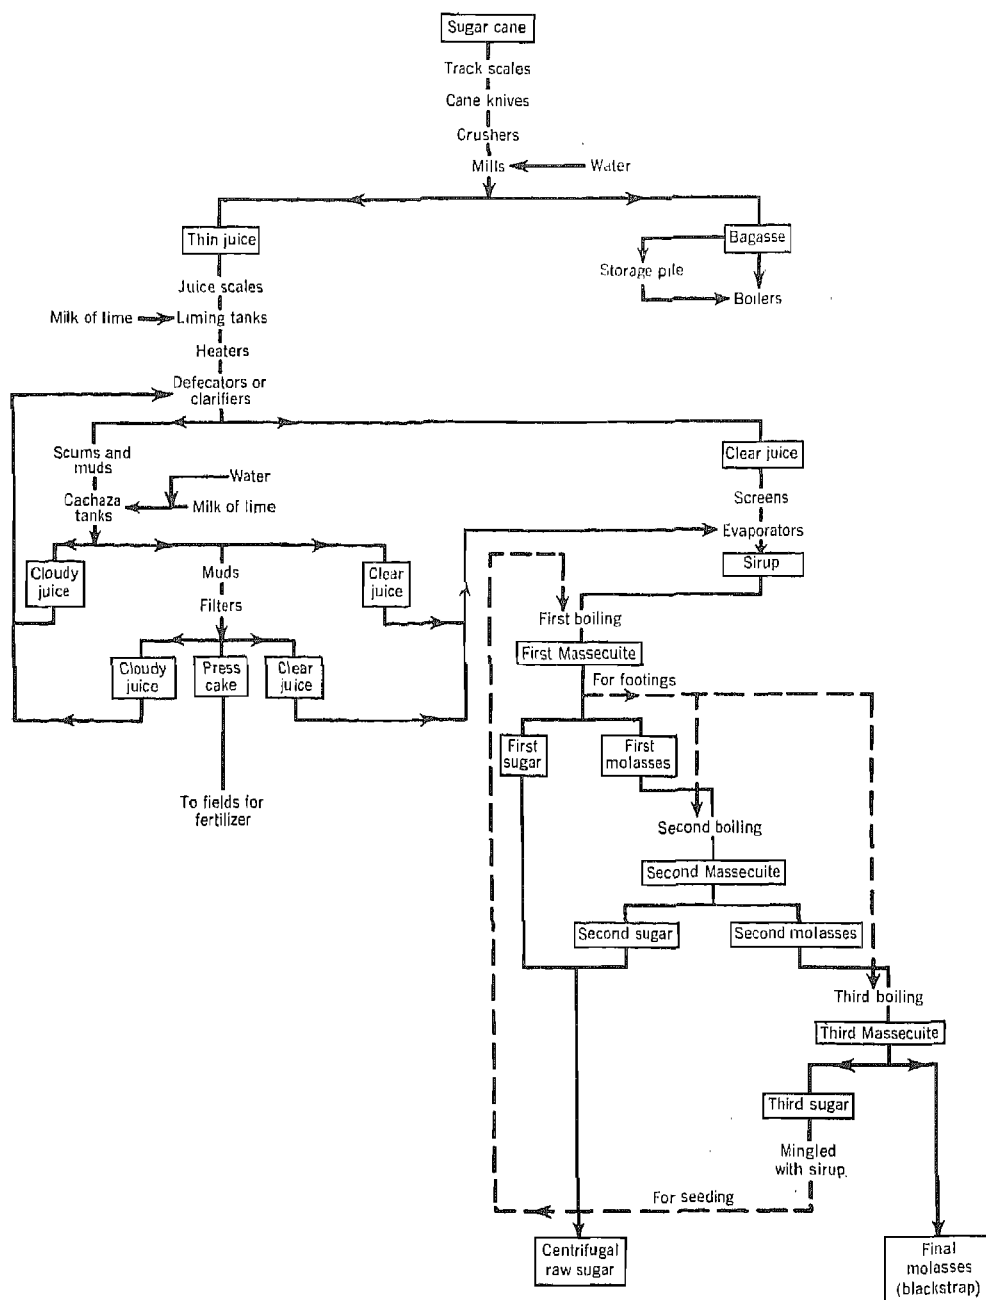 Sugar cane
Track scales
Cane knives
Crushers
Mills
Water
Thin juice
Bagasse
Storage pile
Boilers
Juice scales
Milk of lime
Liming tanks
Heaters
Defecators or
clarifiers
Scums and
muds
Clear juice
Water
Cachaza
tanks
Milk of lime
Screens
Evaporators
Sirup
Cloudy
juice
Muds
Filters
Clear
juice
First boiling
First Massecuite
Cloudy
juice
Press
cake
Clear
juice
For footings
First
sugar
First
molasses
To fields for
fertilizer
Second boiling
Second Massecuite
Second sugar
Second molasses
Third boiling
Third Massecuite
Third sugar
Mingled
with sirup
For seeding
Centrifugal
raw sugar
Final
molasses
(blackstrap)